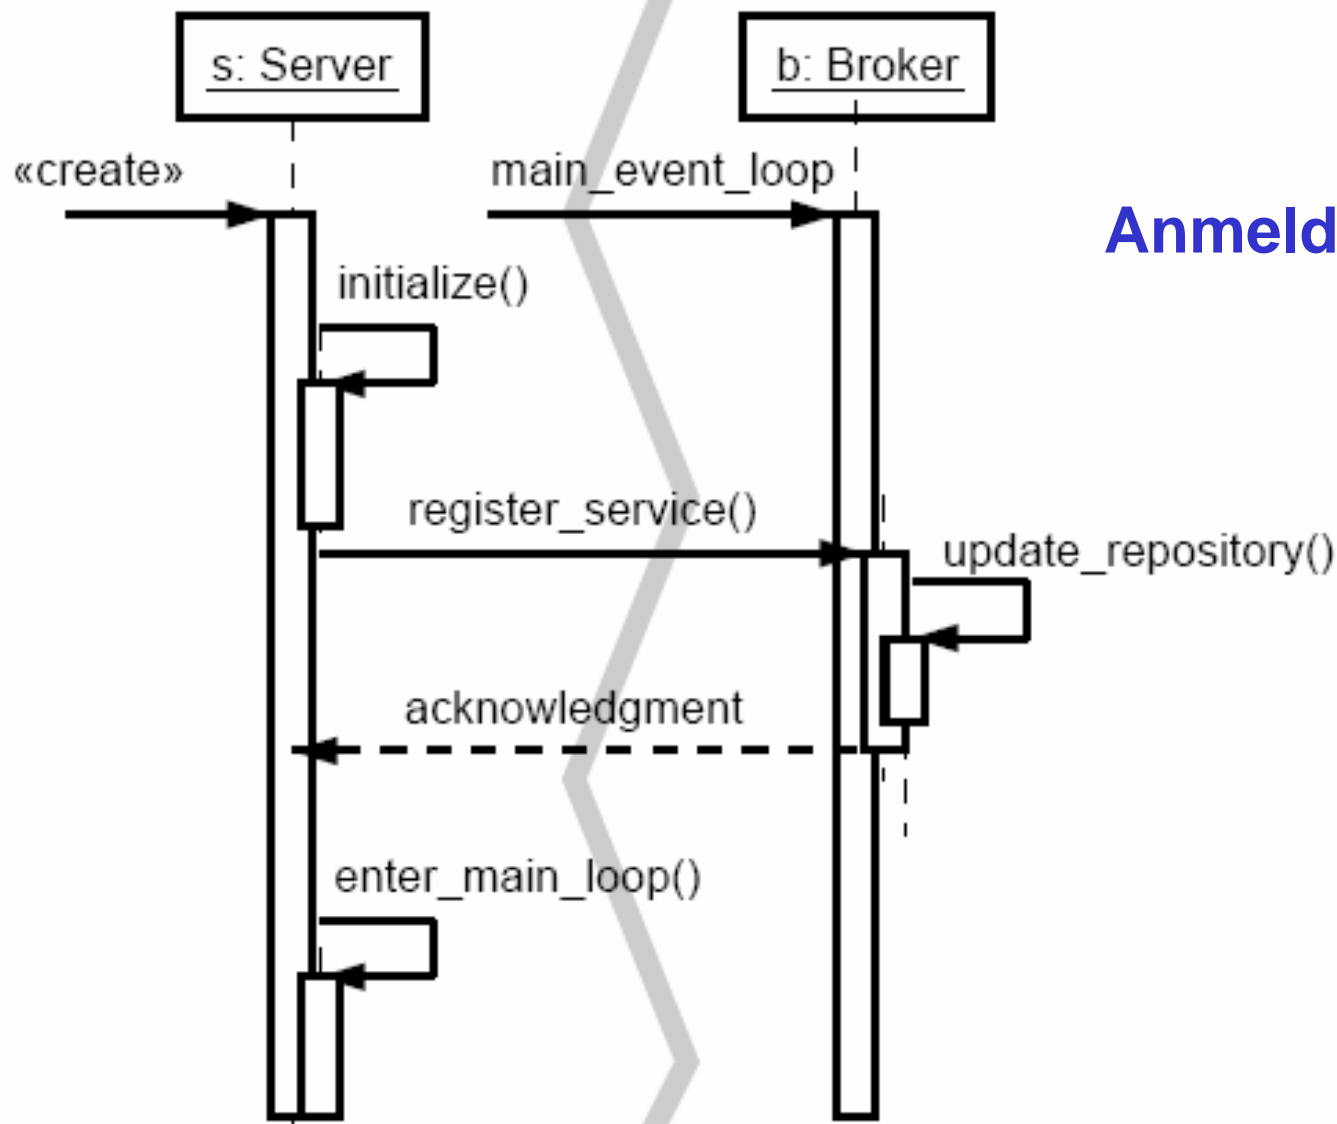 s: Server
b: Broker
«create»
main_event_loop
Anmeld
initialize()
register_service()
update_repository()
acknowledgment
enter_main_loop()